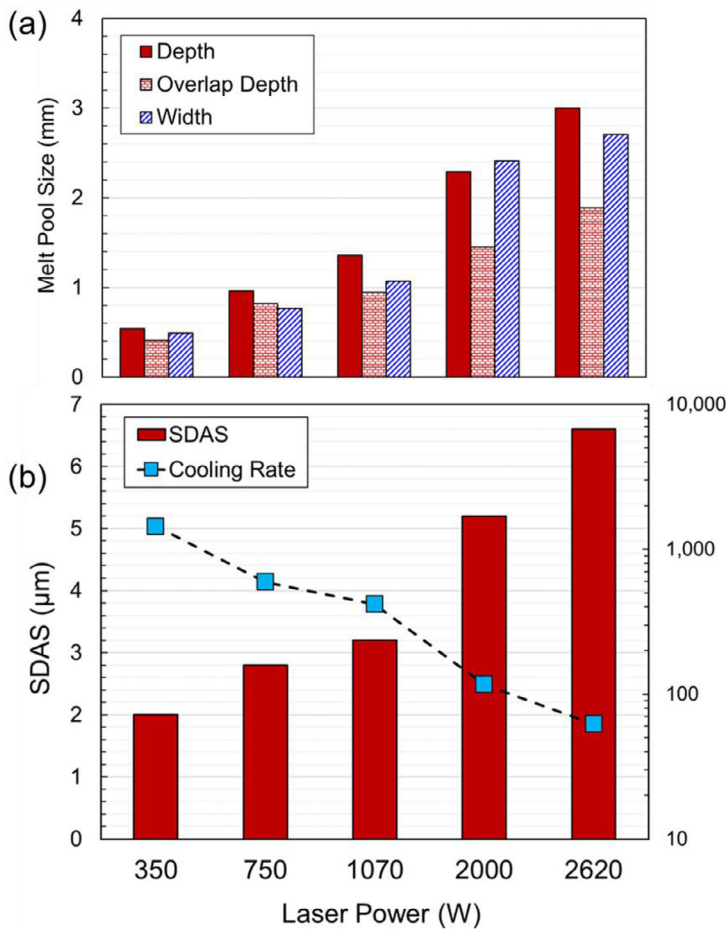 (a)
4
3
2
1
0
Melt Pool Size (mm)
Depth
Overlap Depth
Width
(b)
7
6
5
4
3
2
1
0
SDAS (µm)
SDAS
Cooling Rate
10,000
1,000
100
10
350 750 1070 2000 2620
Laser Power (W)